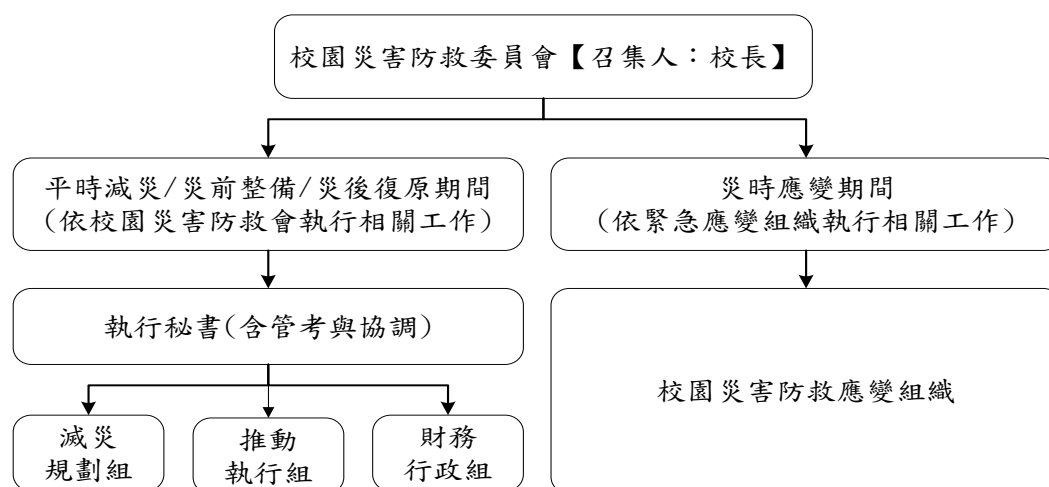 校園災害防救委員會【召集人：校長】
平時減災/災前整備/災後復原期間
(依校園災害防救會執行相關工作)
災時應變期間
(依緊急應變組織執行相關工作)
執行秘書(含管考與協調)
校園災害防救應變組織
減災
規劃組
推動
執行組
財務
行政組